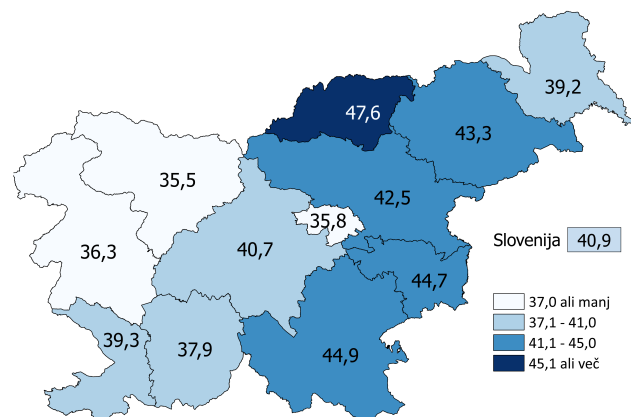 39,2
47,6
43,3
35,5
42,5
35,8
36,3
40,7
Slovenija 40,9
44,7
37,0 ali manj
37,1 - 41,0
39,3
37,9
44,9
41,1 - 45,0
45,1 ali več